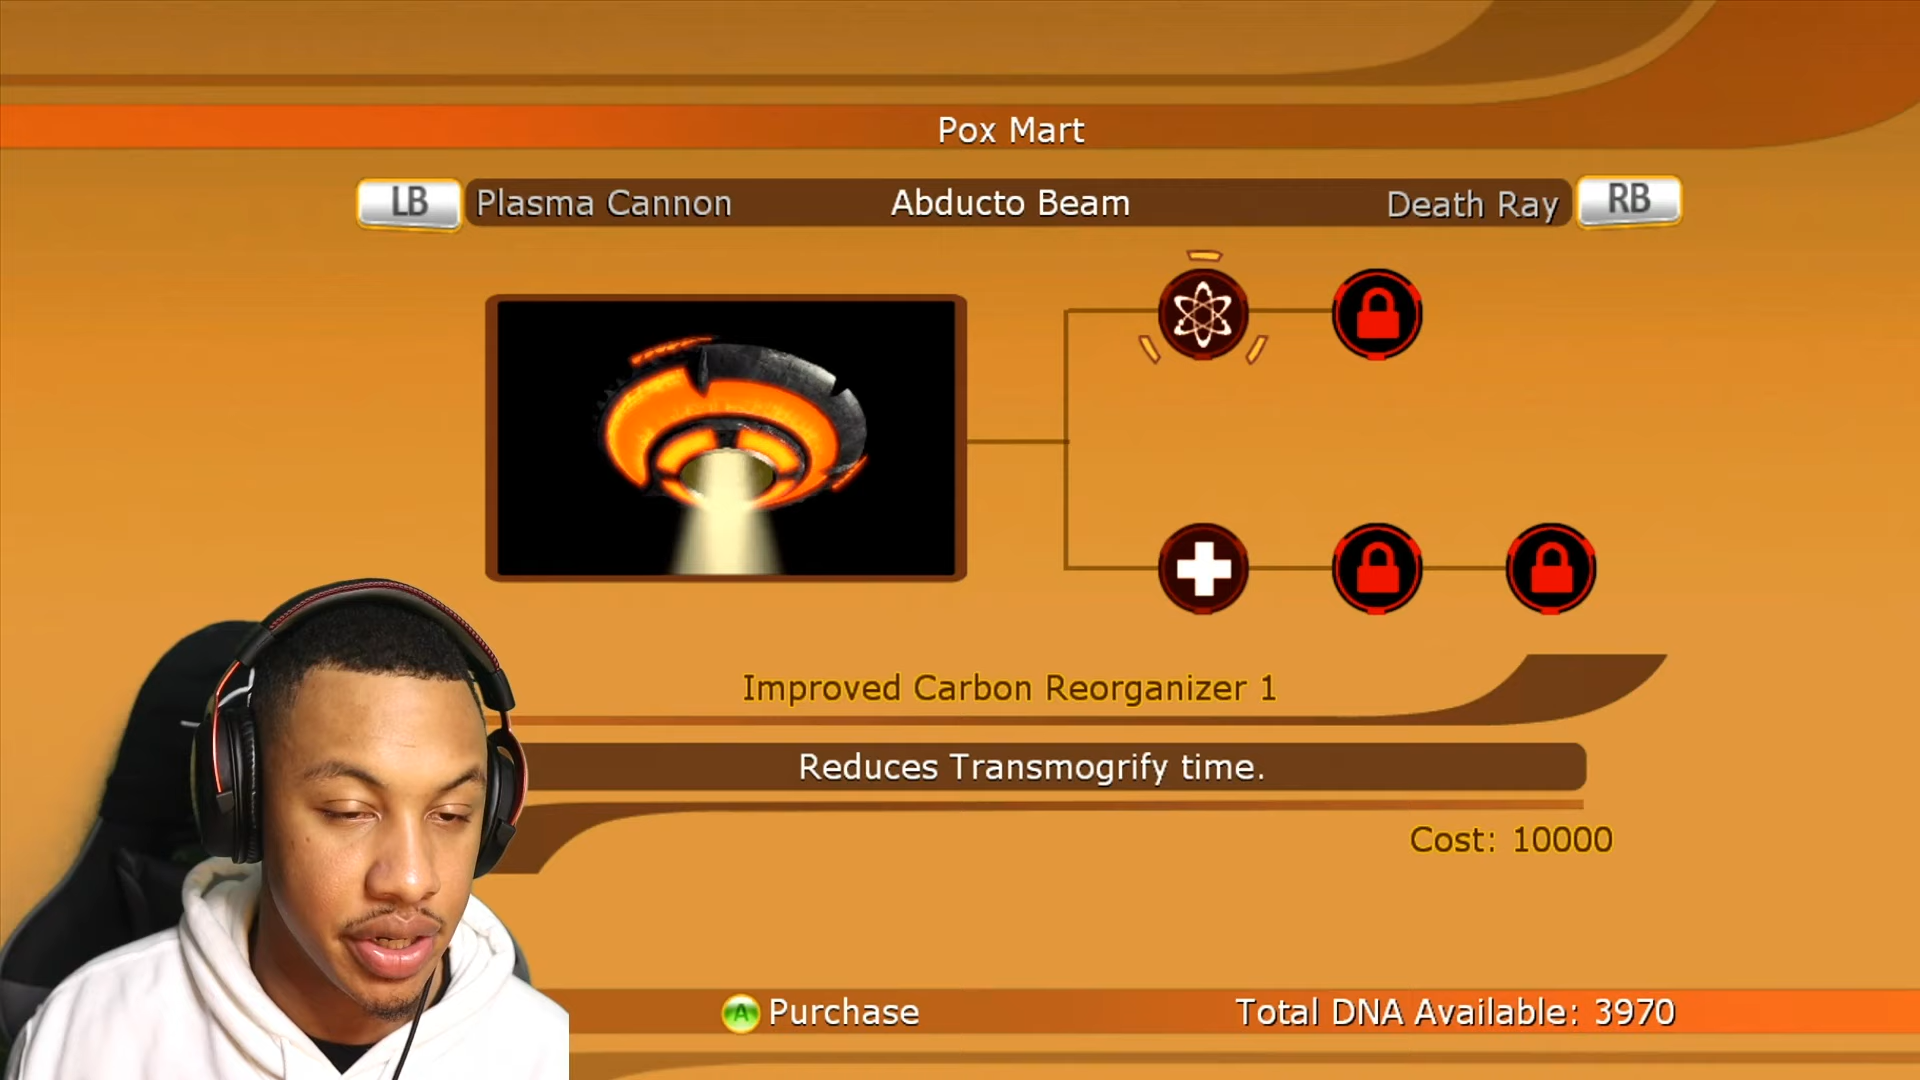 Pox Mart
LB Plasma Cannon Abducto Beam Death Ray RB
Improved Carbon Reorganizer 1
Reduces Transmogrify time.
Cost: 10000
A Purchase Total DNA Available: 3970